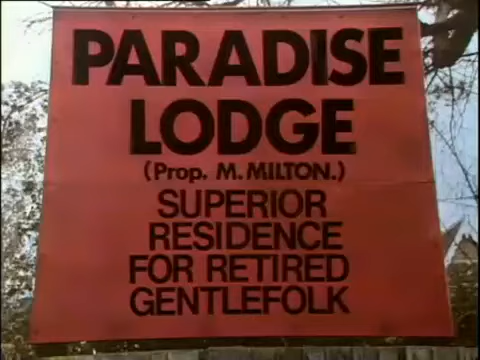 PARADISE
LODGE
(Prop. M. MILTON.)
SUPERIOR
RESIDENCE
FOR RETIRED
GENTLEFOLK